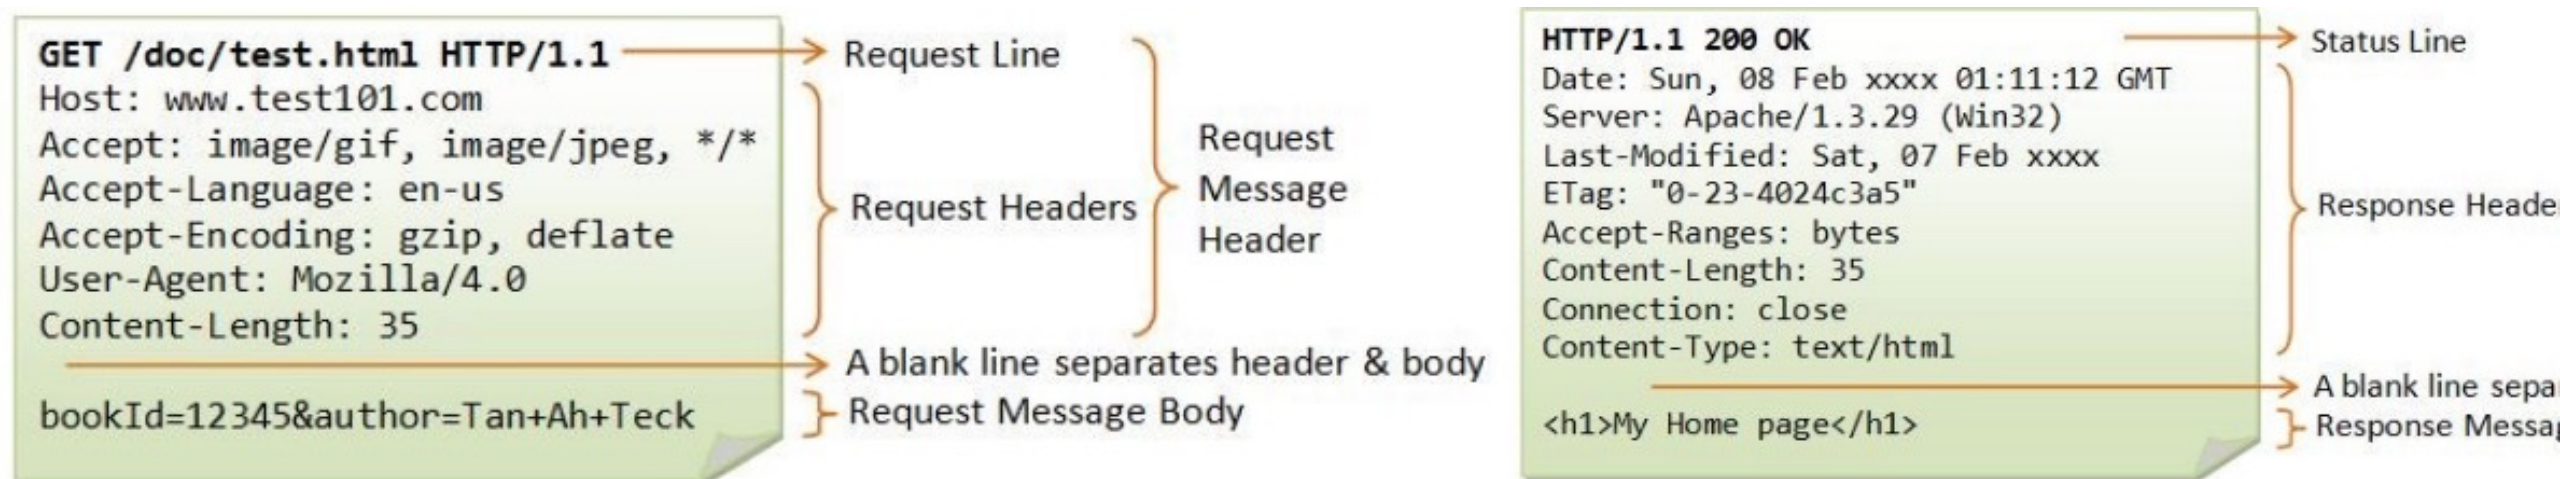 GET /doc/test.html HTTP/1.1
Host: www.test101.com
Accept: image/gif, image/jpeg, */*
Accept-Language: en-us
Accept-Encoding: gzip, deflate
User-Agent: Mozilla/4.0
Content-Length: 35
bookId=12345&author=Tan+Ah+Teck
Request Line
Request Headers
Request
Message
Header
A blank line separates header & body
Request Message Body
HTTP/1.1 200 OK
Date: Sun, 08 Feb xxxx 01:11:12 GMT
Server: Apache/1.3.29 (Win32)
Last-Modified: Sat, 07 Feb xxxx
ETag: "0-23-4024c3a5"
Accept-Ranges: bytes
Content-Length: 35
Connection: close
Content-Type: text/html
<h1>My Home page</h1>
Status Line
Response
A blank line
Response